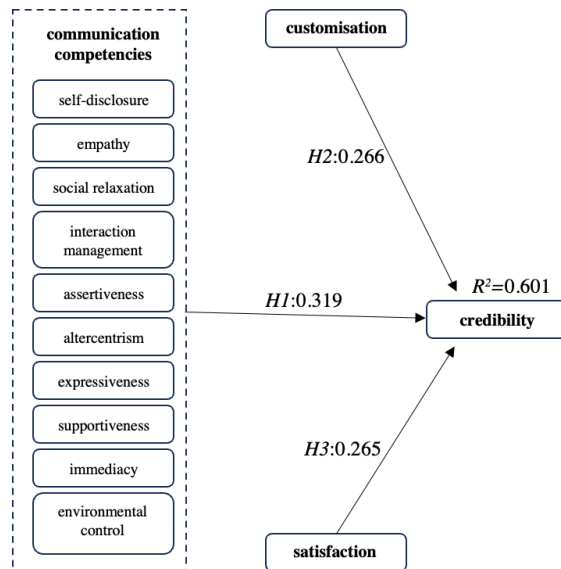 communication
competencies
self-disclosure
empathy
social relaxation
interaction
management
assertiveness
altercentrism
expressiveness
supportiveness
immediacy
environmental
control
customisation
H2:0.266
H1:0.319
R²=0.601
credibility
H3:0.265
satisfaction